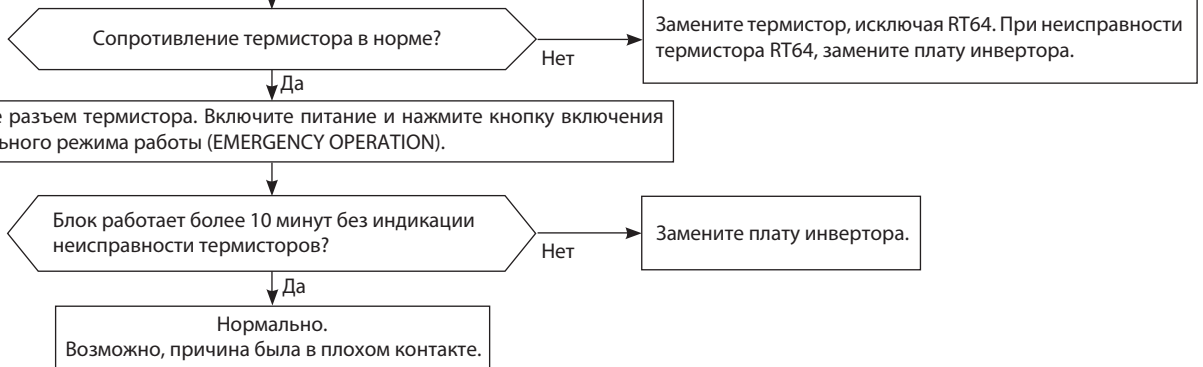 Сопротивление термистора в норме?
Нет
Замените термистор, исключая RT64. При неисправности
термистора RT64, замените плату инвертора.
Да
разъем термистора. Включите питание и нажмите кнопку включения
режима работы (EMERGENCY OPERATION).
Блок работает более 10 минут без индикации
неисправности термисторов?
Нет
Замените плату инвертора.
Да
Нормально.
Возможно, причина была в плохом контакте.